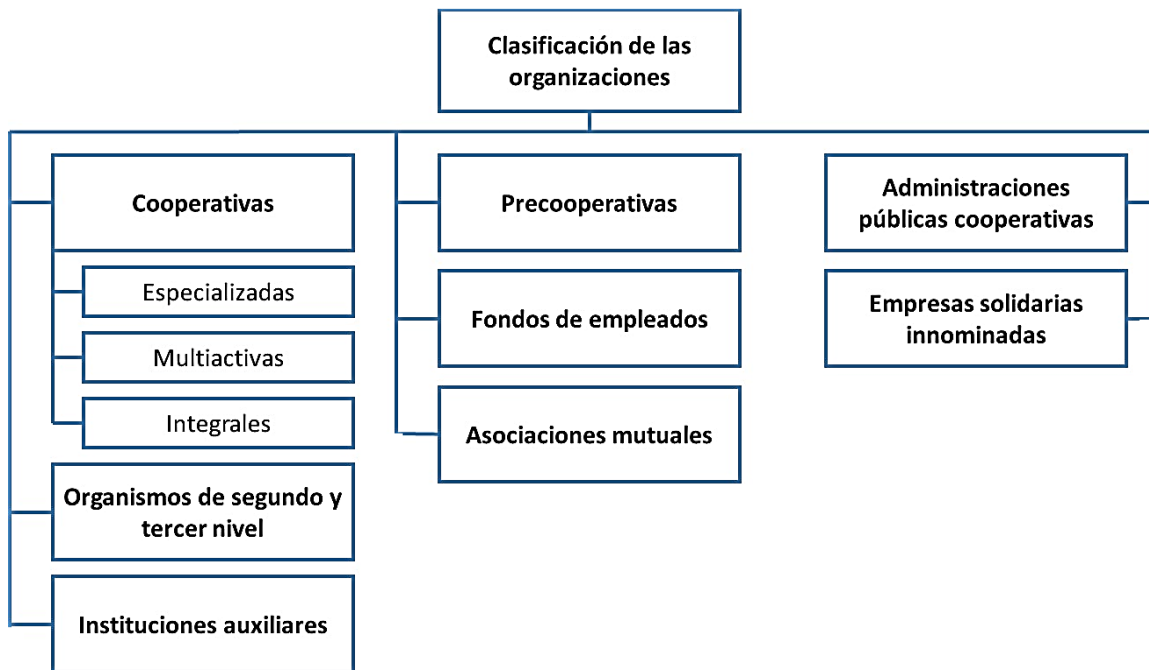 Clasificación de las
organizaciones
Cooperativas
Especializadas
Multiactivas
Integrales
Organismos de segundo y
tercer nivel
Instituciones auxiliares
Precooperativas
Fondos de empleados
Asociaciones mutuales
Administraciones
públicas cooperativas
Empresas solidarias
innominadas